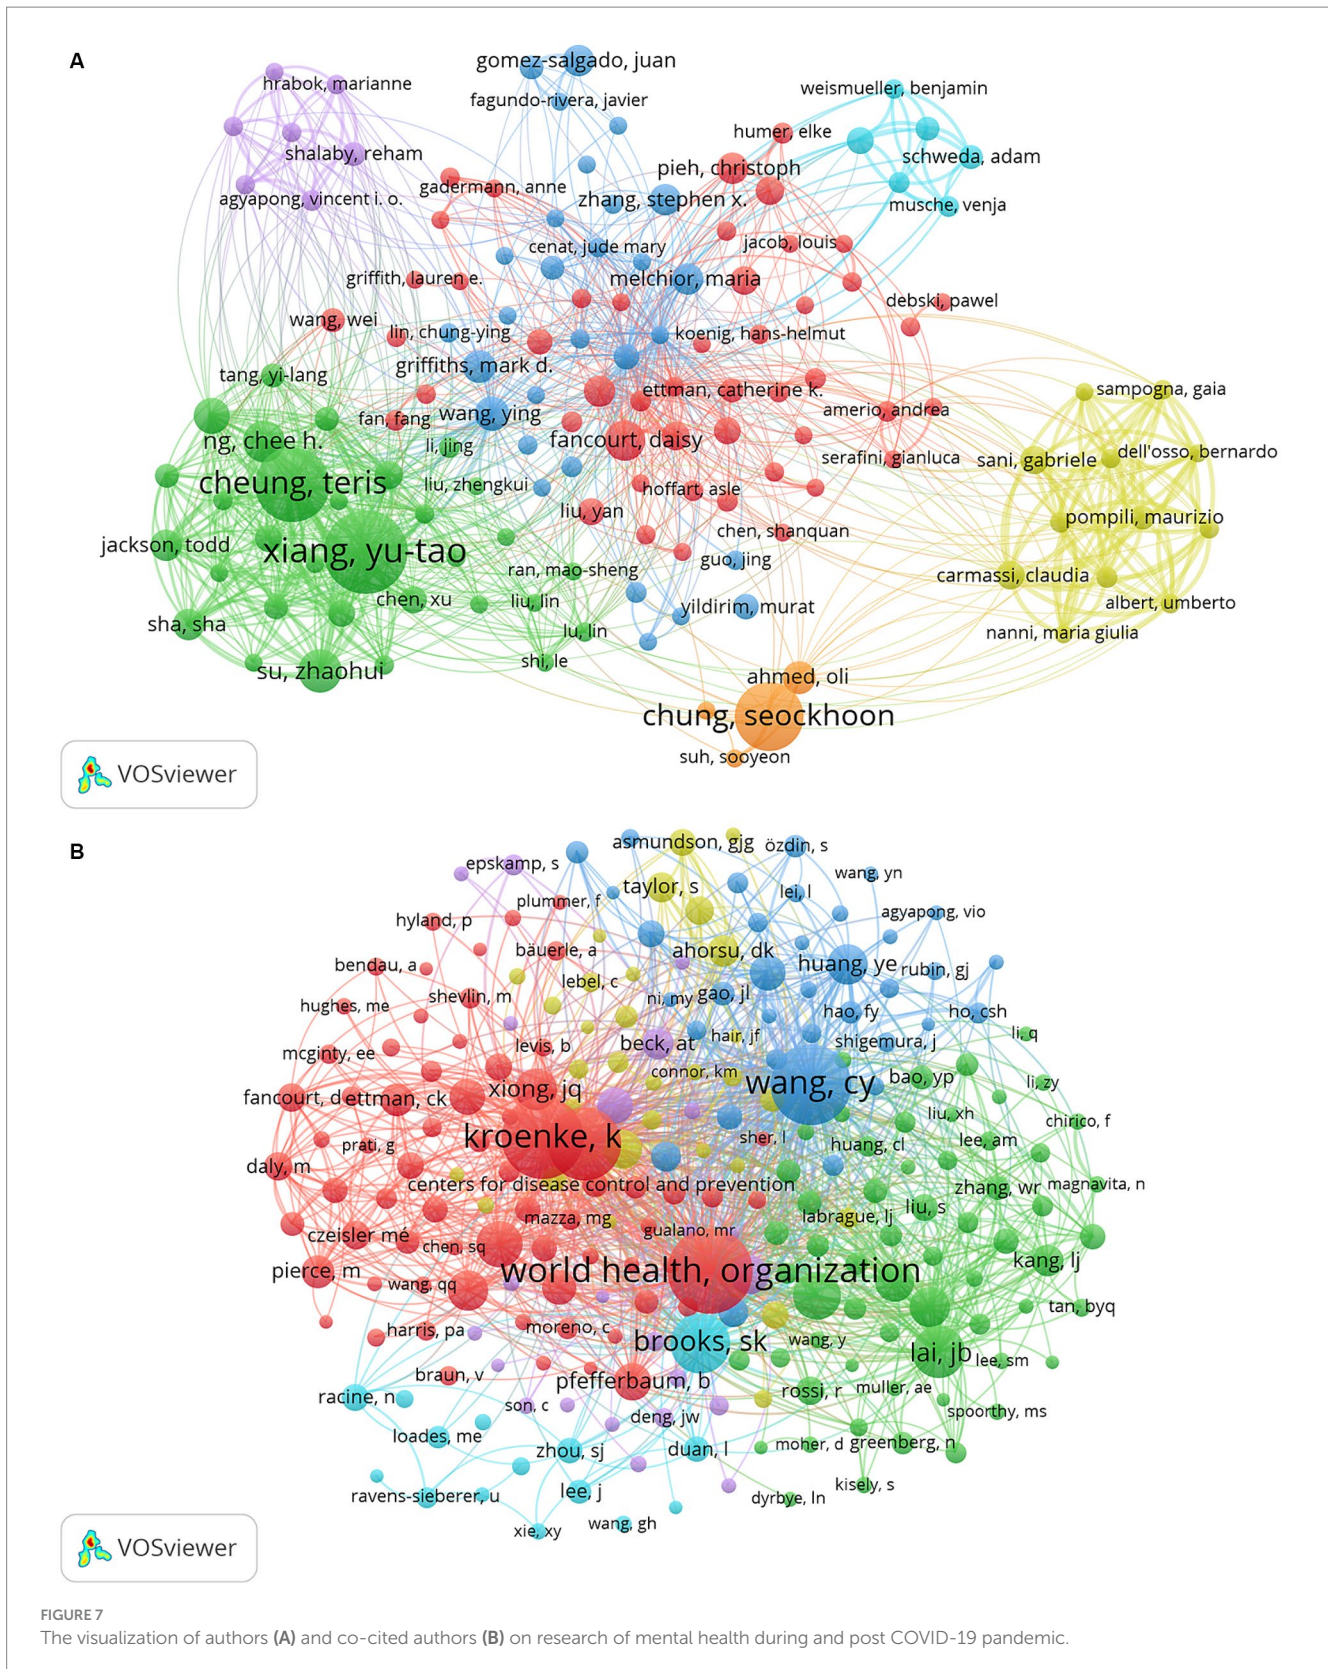 A
gomez-salgado, juan
hrabok, marianne
weismueller, benjamin
fagundo-rivera, javier
humer, elke
shalaby, reham
schweda, adam
pieh, christoph
gadermann, anne
agyapong, vincent i. o.
zhang, stephen x.
musche, venja
cenat, jude mary
jacob, louis
griffith, lauren e.
melchior, maria
debski, pawel
wang, wei
lin, chung-ying
koenig, hans-helmut
griffiths, mark d.
tang, yi-lang
ettman, catherine k.
sampogna, gaia
fan, fang
wang, ying
amerio, andrea
ng, chee h.
li, jing
fancourt, daisy
serafini, gianluca
sani, gabriele
dell'osso, bernardo
cheung, teris
liu, zhengkui
hoffart, asle
liu, yan
pompili, maurizio
jackson, todd
xiang, yu-tao
chen, shanquan
guo, jing
ran, mao-sheng
carmassi, claudia
chen, xu
liu, lin
yildirim, murat
albert, umberto
sha, sha
lu, lin
nanni, maria giulia
su, zhaohui
shi, le
ahmed, oli
chung, seockhoon
suh, sooyeon
VOSviewer
B
asmundson, gjg
özdin, s
epskamp, s
wang, yn
taylor, s
lei, l
plummer, f
hyland, p
agyapong, vio
bäuerle, a
ahorsu, dk
huang, ye
rubin, gj
bendau, a
lebel, c
hughes, me
shevlin, m
ni, my
gao, jl
hao, fy
ho, csh
mcginty, ee
levis, b
beck, at
hair, jf
shigemura, j
li, q
connor, km
xiong, jq
wang, cy
bao, yp
li, zy
fancourt, d
ettman, ck
liu, xh
chirico, f
kroenke, k
sher, l
huang, cl
lee, am
prati, g
daly, m
centers for disease control and prevention
zhang, wr
magnavita, n
mazza, mg
labrague, lj
liu, s
czeisler mé
chen, sq
gualano, mr
kang, lj
pierce, m
wang, qq
world health, organization
tan, byq
harris, pa
moreno, c
brooks, sk
wang, y
lai, jb
lee, sm
braun, v
pfefferbaum, b
rossi, r
muller, ae
racine, n
son, c
deng, jw
spoorthy, ms
loades, me
zhou, sj
duan, l
moher, d
greenberg, n
ravens-sieberer, u
lee, j
dyrbye, ln
kisely, s
xie, xy
wang, gh
VOSviewer
FIGURE 7
The visualization of authors (A) and co-cited authors (B) on research of mental health during and post COVID-19 pandemic.